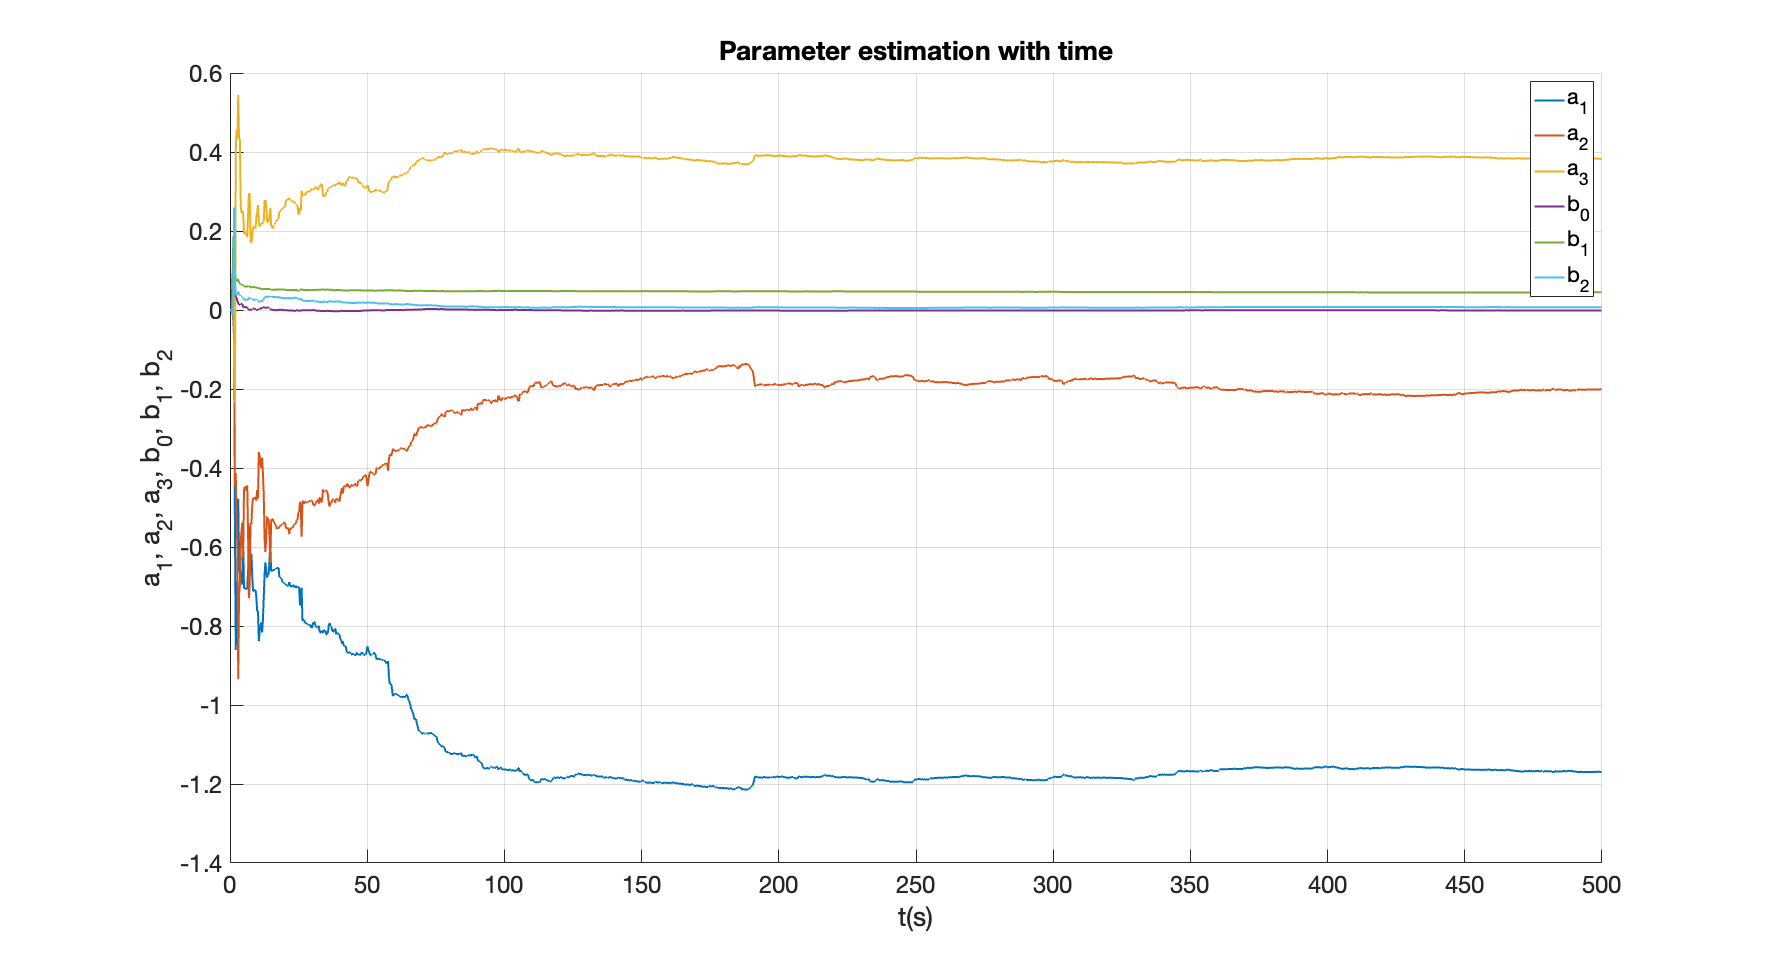 Parameter estimation with time
a₁, a₂, a₃, b₀, b₁, b₂
0.6
0.4
0.2
0
-0.2
-0.4
-0.6
-0.8
-1
-1.2
-1.4
0 50 100 150 200 250 300 350 400 450 500
t(s)
a₁
a₂
a₃
b₀
b₁
b₂